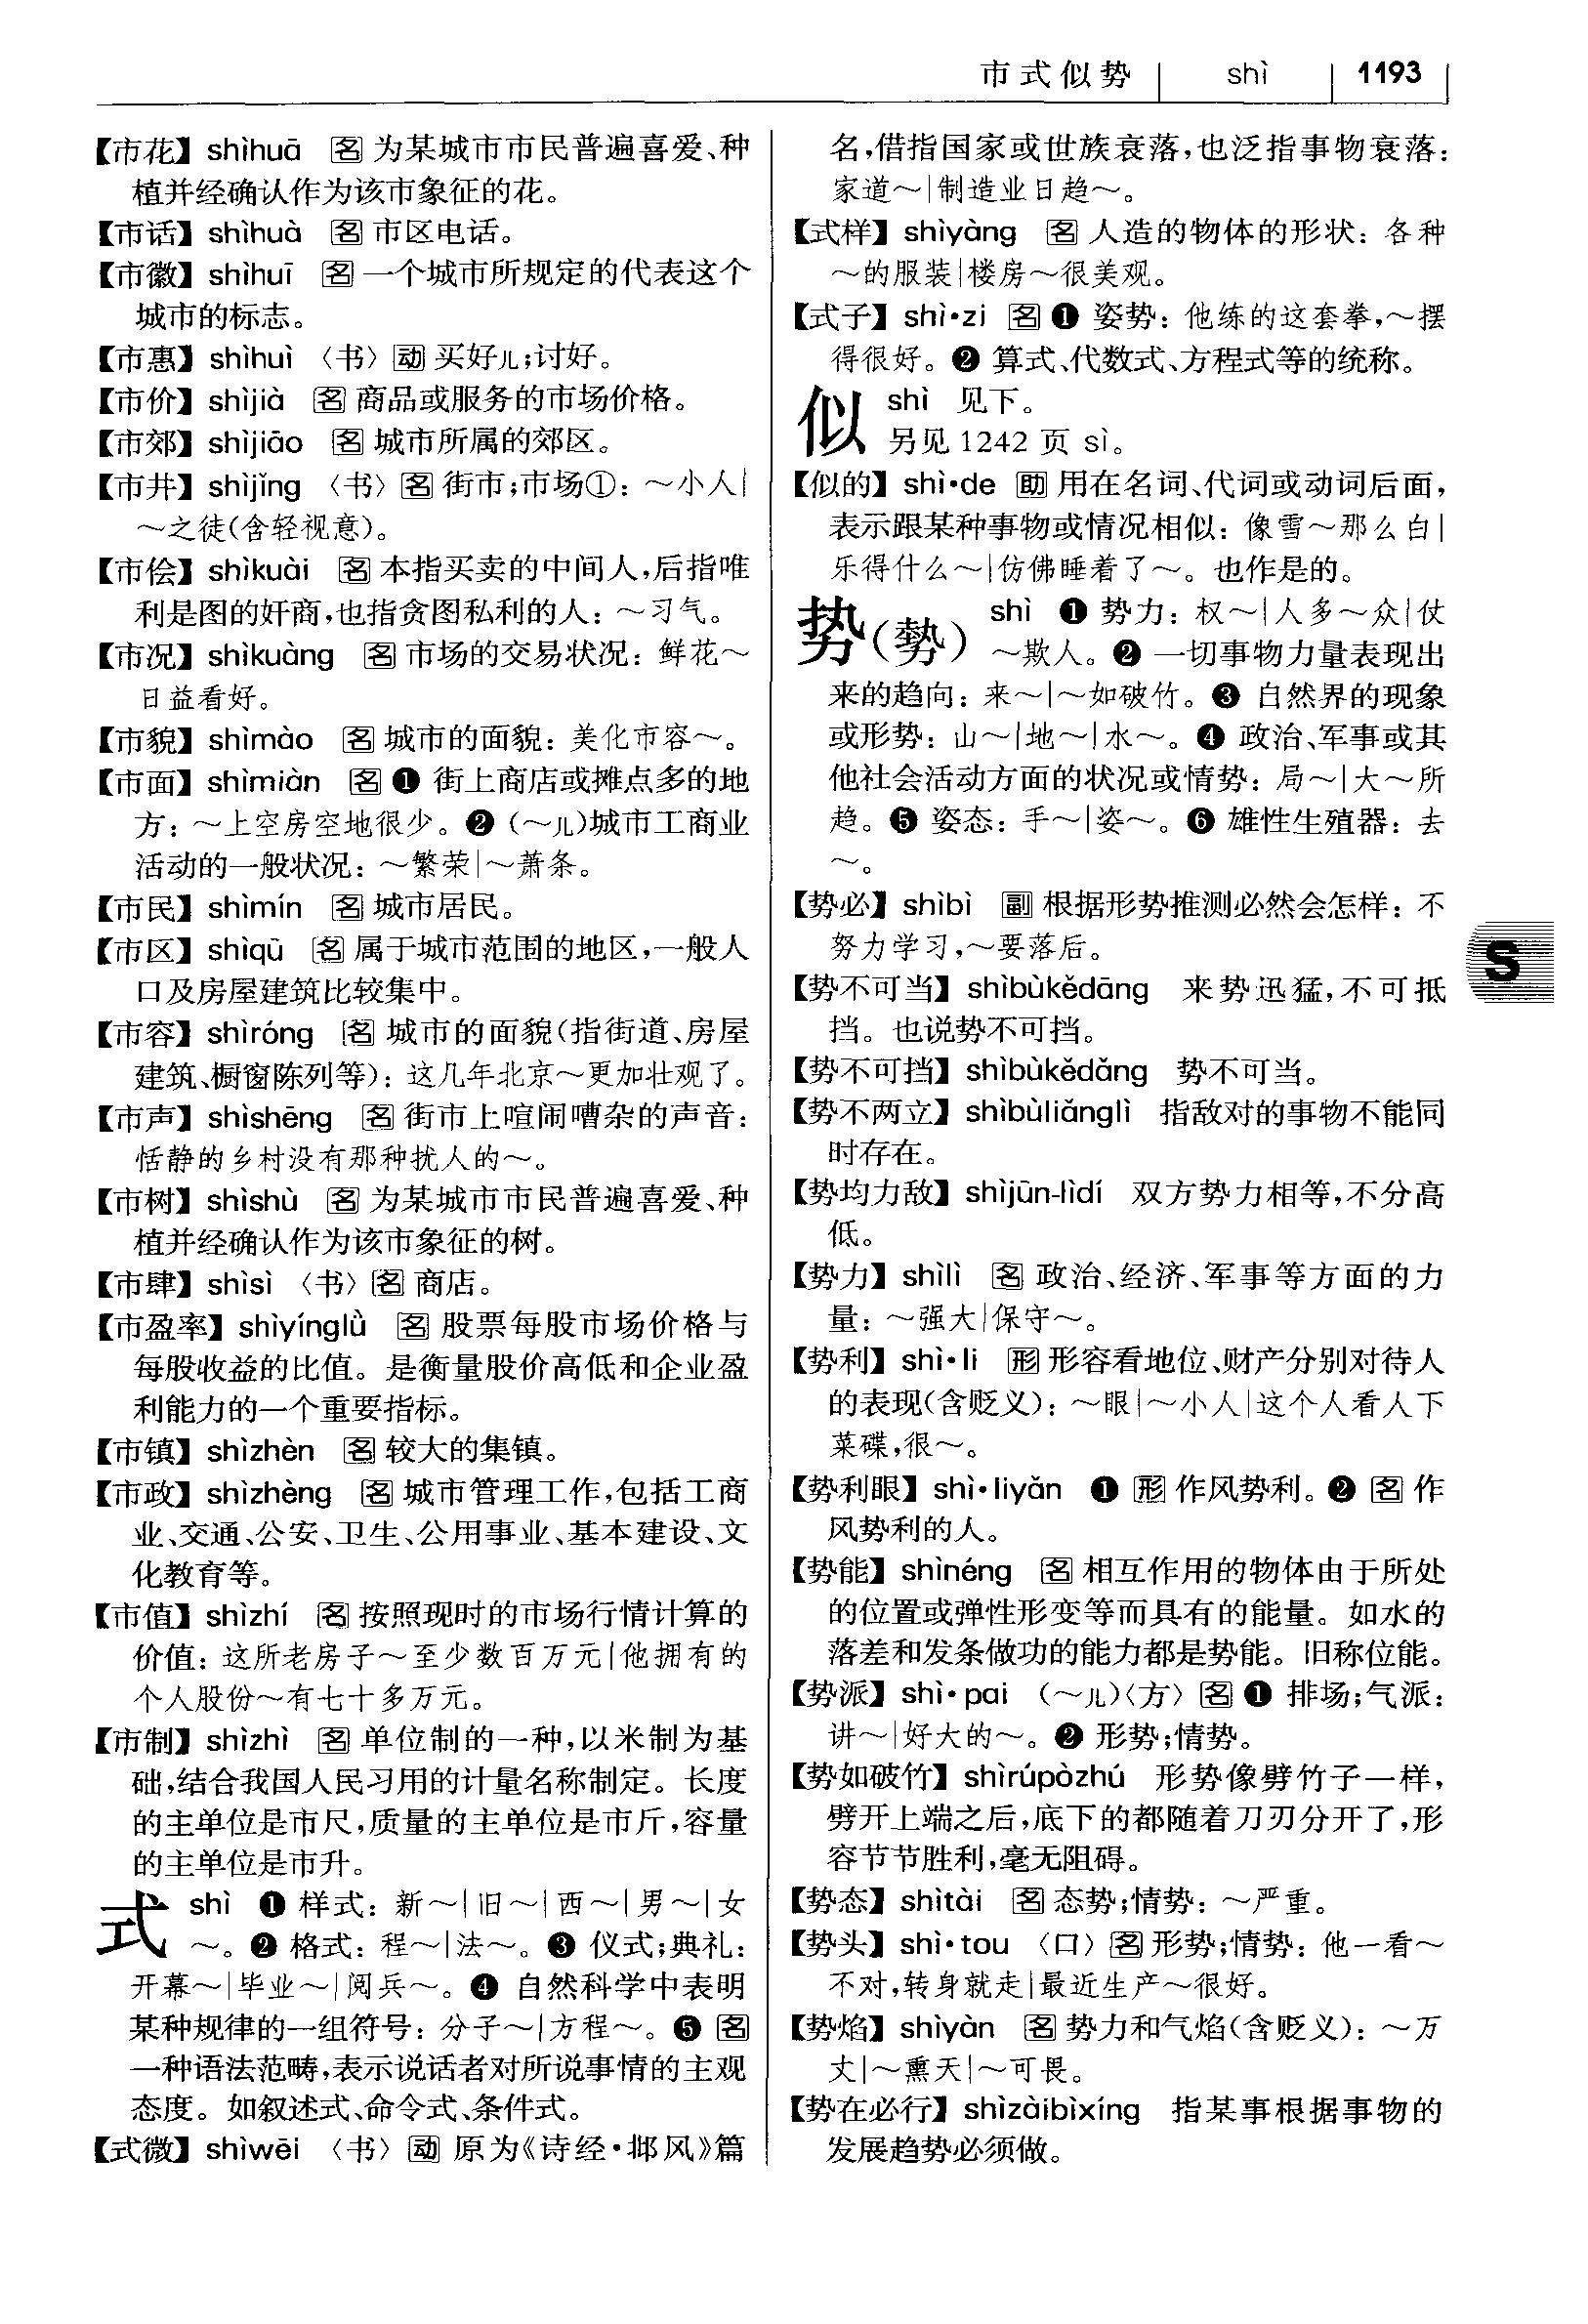 市式似势 | shì | 1193
【市花】shìhuā 名 为某城市市民普遍喜爱、种
植并经确认作为该市象征的花。
【市话】shìhuà 名 市区电话。
【市徽】shìhuī 名 一个城市所规定的代表这个
城市的标志。
【市惠】shìhuì 〈书〉动 买好儿;讨好。
【市价】shìjià 名 商品或服务的市场价格。
【市郊】shìjiāo 名 城市所属的郊区。
【市井】shìjǐng 〈书〉名 街市;市场①:～小人|
～之徒(含轻视意)。
【市侩】shìkuài 名 本指买卖的中间人,后指唯
利是图的奸商,也指贪图私利的人:～习气。
【市况】shìkuàng 名 市场的交易状况:鲜花～
日益看好。
【市貌】shìmào 名 城市的面貌:美化市容～。
【市面】shìmiàn 名 ❶ 街上商店或摊点多的地
方:～上空房空地很少。❷ (～儿)城市工商业
活动的一般状况:～繁荣|～萧条。
【市民】shìmín 名 城市居民。
【市区】shìqū 名 属于城市范围的地区,一般人
口及房屋建筑比较集中。
【市容】shìróng 名 城市的面貌(指街道、房屋
建筑、橱窗陈列等):这几年北京～更加壮观了。
【市声】shìshēng 名 街市上喧闹嘈杂的声音:
恬静的乡村没有那种扰人的～。
【市树】shìshù 名 为某城市市民普遍喜爱、种
植并经确认作为该市象征的树。
【市肆】shìsì 〈书〉名 商店。
【市盈率】shìyínglǜ 名 股票每股市场价格与
每股收益的比值。是衡量股价高低和企业盈
利能力的一个重要指标。
【市镇】shìzhèn 名 较大的集镇。
【市政】shìzhèng 名 城市管理工作,包括工商
业、交通、公安、卫生、公用事业、基本建设、文
化教育等。
【市值】shìzhí 名 按照现时的市场行情计算的
价值:这所老房子～至少数百万元|他拥有的
个人股份～有七十多万元。
【市制】shìzhì 名 单位制的一种,以米制为基
础,结合我国人民习用的计量名称制定。长度
的主单位是市尺,质量的主单位是市斤,容量
的主单位是市升。
式 shì ❶ 样式:新～|旧～|西～|男～|女
～。❷ 格式:程～|法～。❸ 仪式;典礼:
开幕～|毕业～|阅兵～。❹ 自然科学中表明
某种规律的一组符号:分子～|方程～。❺ 名
一种语法范畴,表示说话者对所说事情的主观
态度。如叙述式、命令式、条件式。
【式微】shìwēi 〈书〉动 原为《诗经·邶风》篇
名,借指国家或世族衰落,也泛指事物衰落:
家道～|制造业日趋～。
【式样】shìyàng 名 人造的物体的形状:各种
～的服装|楼房～很美观。
【式子】shì·zi 名 ❶ 姿势:他练的这套拳,～摆
得很好。❷ 算式、代数式、方程式等的统称。
似 shì 见下。
另见 1242 页 sì。
【似的】shì·de 助 用在名词、代词或动词后面,
表示跟某种事物或情况相似:像雪～那么白|
乐得什么～|仿佛睡着了～。也作是的。
势(勢) shì ❶ 势力:权～|人多～众|仗
～欺人。❷ 一切事物力量表现出
来的趋向:来～|～如破竹。❸ 自然界的现象
或形势:山～|地～|水～。❹ 政治、军事或其
他社会活动方面的状况或情势:局～|大～所
趋。❺ 姿态:手～|姿～。❻ 雄性生殖器:去
～。
【势必】shìbì 副 根据形势推测必然会怎样:不
努力学习,～要落后。
【势不可当】shìbùkědāng 来势迅猛,不可抵
挡。也说势不可挡。
【势不可挡】shìbùkědǎng 势不可当。
【势不两立】shìbùliǎnglì 指敌对的事物不能同
时存在。
【势均力敌】shìjūn-lìdí 双方势力相等,不分高
低。
【势力】shìlì 名 政治、经济、军事等方面的力
量:～强大|保守～。
【势利】shì·li 形 形容看地位、财产分别对待人
的表现(含贬义):～眼|～小人|这个人看人下
菜碟,很～。
【势利眼】shì·liyǎn ❶ 形 作风势利。❷ 名 作
风势利的人。
【势能】shìnéng 名 相互作用的物体由于所处
的位置或弹性形变等而具有的能量。如水的
落差和发条做功的能力都是势能。旧称位能。
【势派】shì·pai (～儿)〈方〉名 ❶ 排场;气派:
讲～|好大的～。❷ 形势;情势。
【势如破竹】shìrúpòzhú 形势像劈竹子一样,
劈开上端之后,底下的都随着刀刃分开了,形
容节节胜利,毫无阻碍。
【势态】shìtài 名 态势;情势:～严重。
【势头】shì·tou 〈口〉名 形势;情势:他一看～
不对,转身就走|最近生产～很好。
【势焰】shìyàn 名 势力和气焰(含贬义):～万
丈|～熏天|～可畏。
【势在必行】shìzàibìxíng 指某事根据事物的
发展趋势必须做。
S